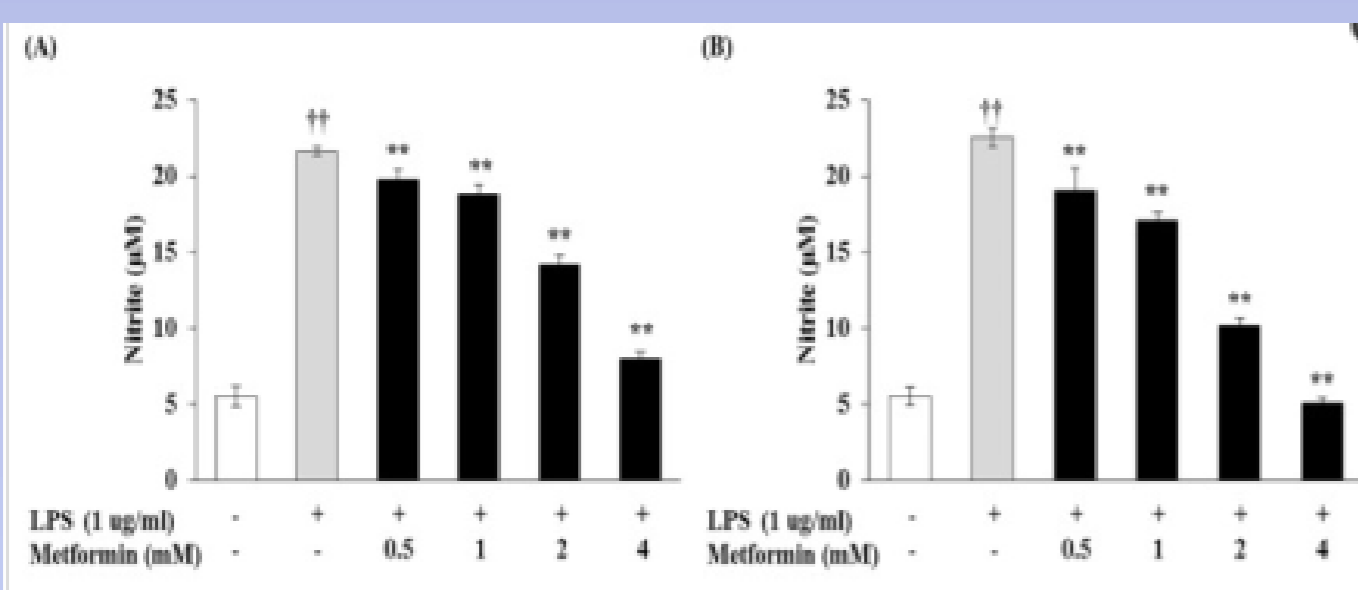 (A)
25
††
20
**
**
15
**
10
**
5
0
Nitrite (µM)
LPS (1 ug/ml) - + + + + +
Metformin (mM) - - 0.5 1 2 4
(B)
25
††
20
**
**
15
**
10
**
5
0
Nitrite (µM)
LPS (1 ug/ml) - + + + + +
Metformin (mM) - - 0.5 1 2 4